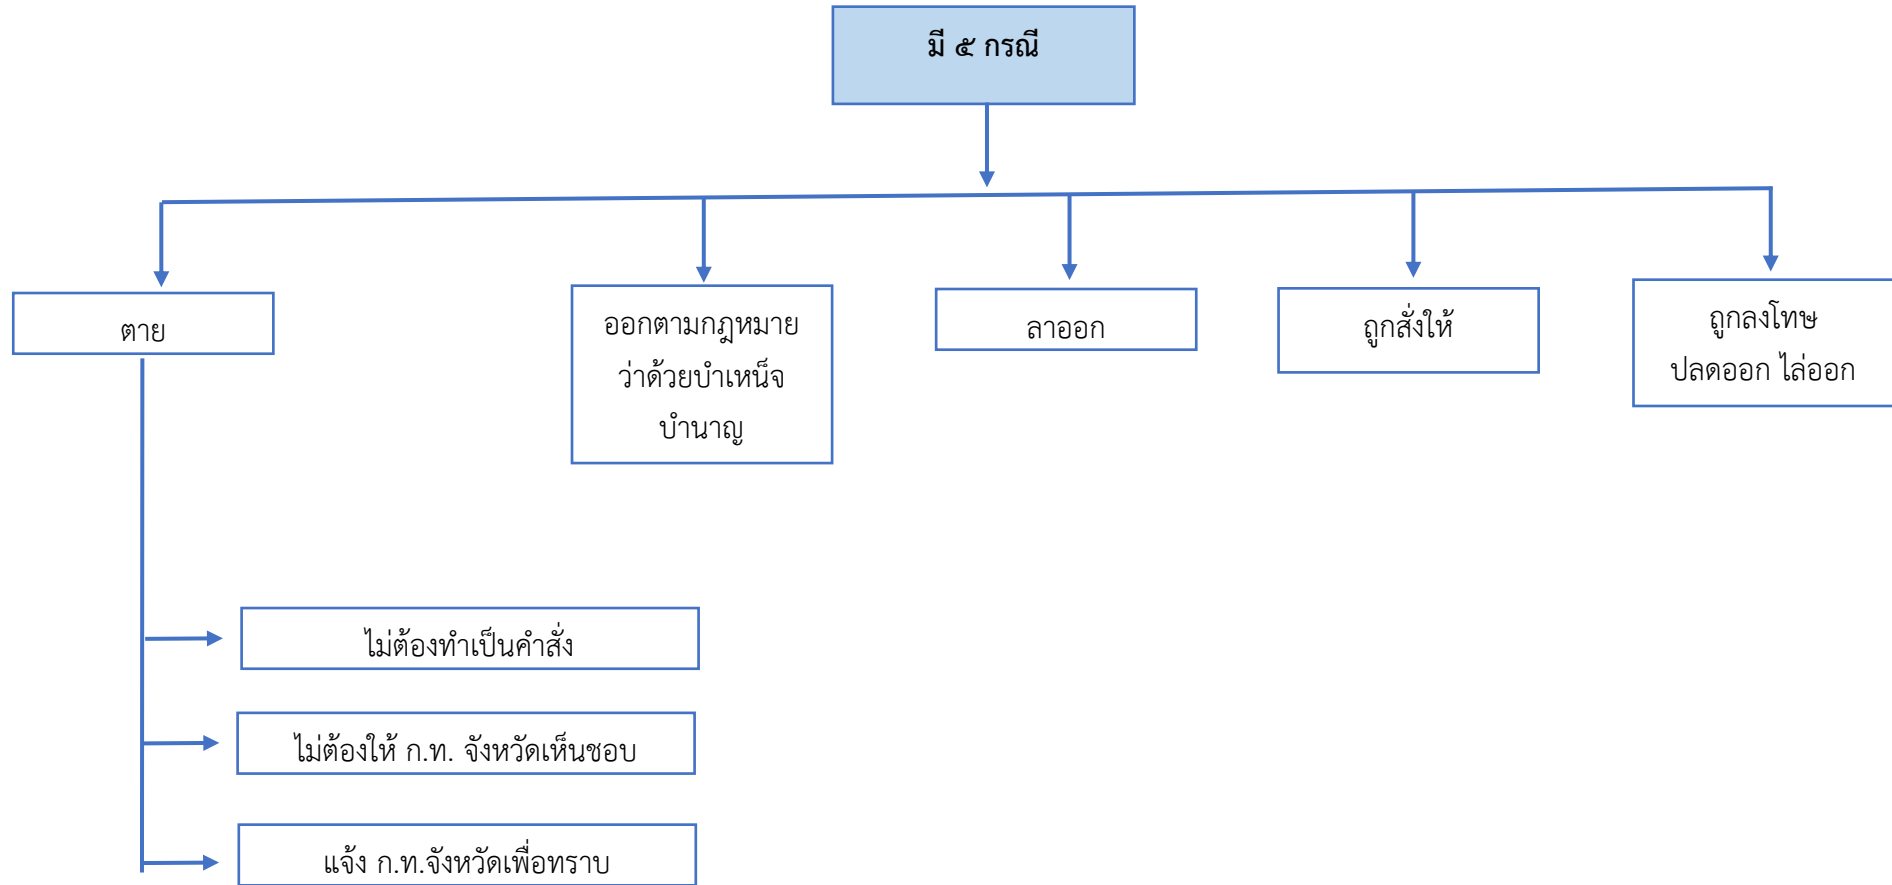 มี ๕ กรณี
ตาย
ออกตามกฎหมาย
ว่าด้วยบำเหน็จ
บำนาญ
ลาออก
ถูกสั่งให้
ถูกลงโทษ
ปลดออก ไล่ออก
ไม่ต้องทำเป็นคำสั่ง
ไม่ต้องให้ ก.ท. จังหวัดเห็นชอบ
แจ้ง ก.ท.จังหวัดเพื่อทราบ